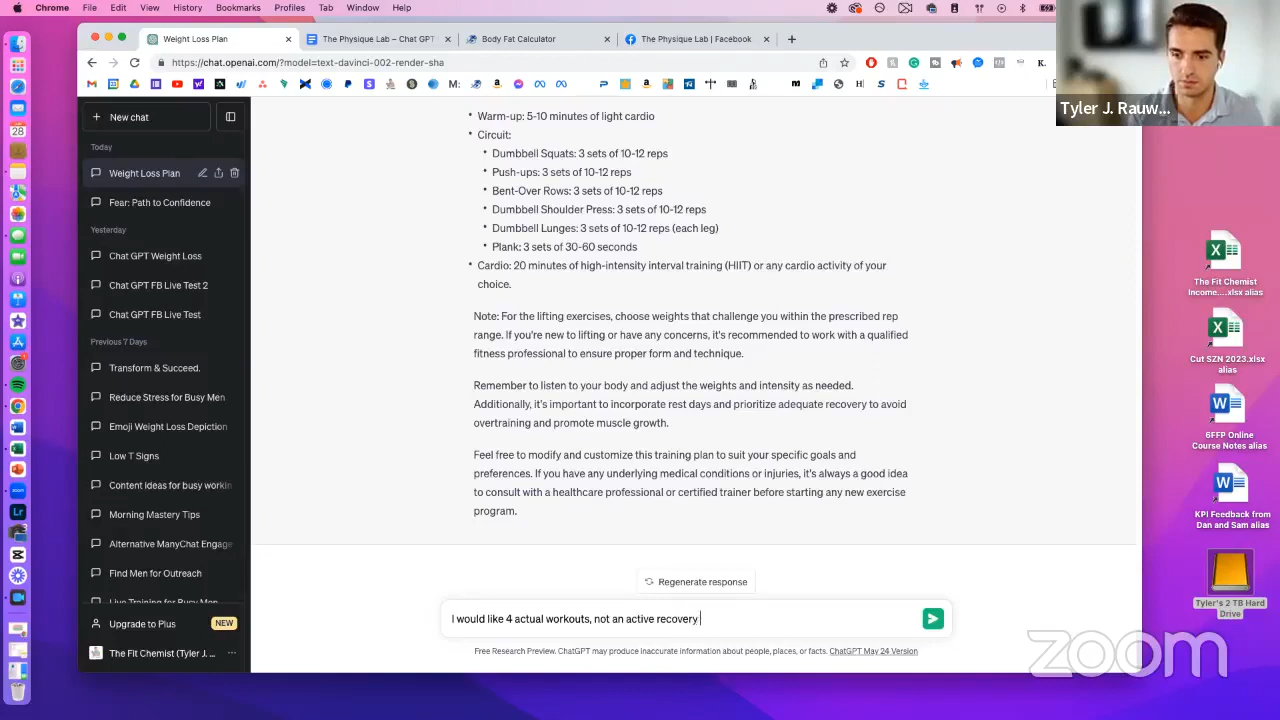 Chrome File Edit View History Bookmarks Profiles Tab Window Help
Weight Loss Plan
The Physique Lab – Chat GPT
Body Fat Calculator
The Physique Lab | Facebook
https://chat.openai.com/?model=text-davinci-002-render-sha
Tyler J. Rauw...
New chat
Today
Weight Loss Plan
Fear: Path to Confidence
Yesterday
Chat GPT Weight Loss
Chat GPT FB Live Test 2
Chat GPT FB Live Test
Previous 7 Days
Transform & Succeed.
Reduce Stress for Busy Men
Emoji Weight Loss Depiction
Low T Signs
Content ideas for busy workin
Morning Mastery Tips
Alternative ManyChat Engage
Find Men for Outreach
Live Training for Busy Men
Upgrade to Plus NEW
The Fit Chemist (Tyler J. ... ...
• Warm-up: 5-10 minutes of light cardio
• Circuit:
• Dumbbell Squats: 3 sets of 10-12 reps
• Push-ups: 3 sets of 10-12 reps
• Bent-Over Rows: 3 sets of 10-12 reps
• Dumbbell Shoulder Press: 3 sets of 10-12 reps
• Dumbbell Lunges: 3 sets of 10-12 reps (each leg)
• Plank: 3 sets of 30-60 seconds
• Cardio: 20 minutes of high-intensity interval training (HIIT) or any cardio activity of your
choice.
Note: For the lifting exercises, choose weights that challenge you within the prescribed rep
range. If you're new to lifting or have any concerns, it's recommended to work with a qualified
fitness professional to ensure proper form and technique.
Remember to listen to your body and adjust the weights and intensity as needed.
Additionally, it's important to incorporate rest days and prioritize adequate recovery to avoid
overtraining and promote muscle growth.
Feel free to modify and customize this training plan to suit your specific goals and
preferences. If you have any underlying medical conditions or injuries, it's always a good idea
to consult with a healthcare professional or certified trainer before starting any new exercise
program.
Regenerate response
I would like 4 actual workouts, not an active recovery
Free Research Preview. ChatGPT may produce inaccurate information about people, places, or facts. ChatGPT May 24 Version
The Fit Chemist
Income....xlsx alias
Cut SZN 2023.xlsx
alias
6FFP Online
Course Notes alias
KPI Feedback from
Dan and Sam alias
Tyler's 2 TB Hard
Drive
zoom